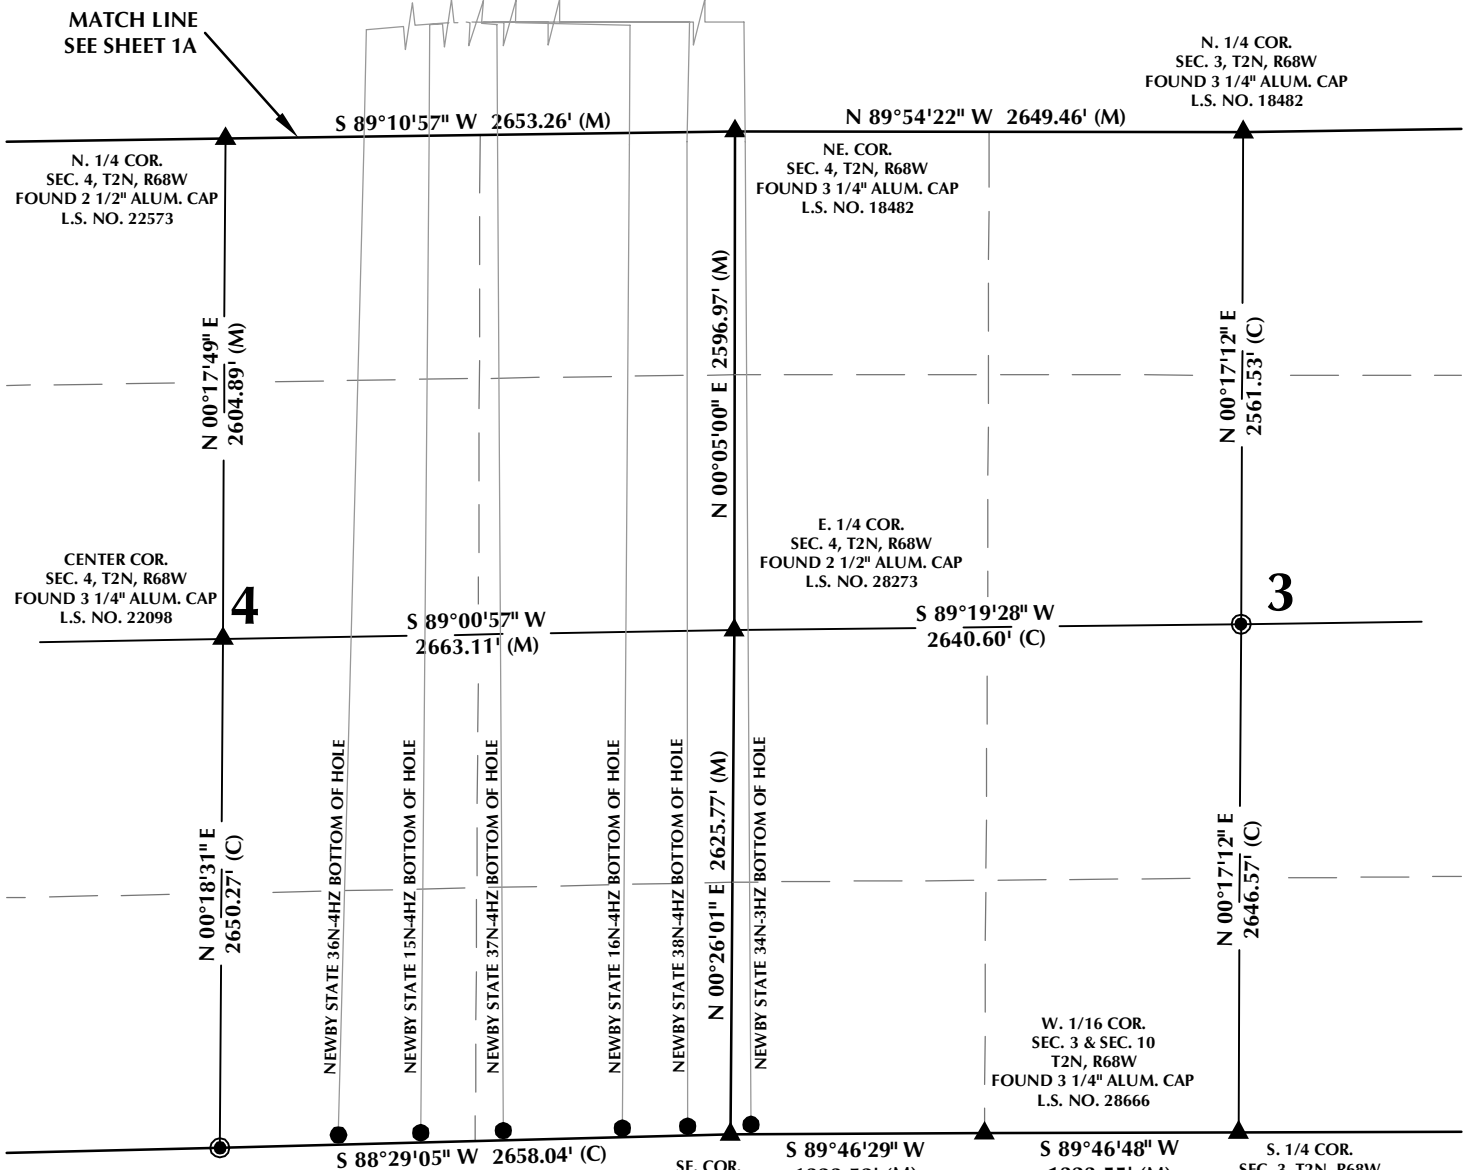 MATCH LINE
SEE SHEET 1A
N. 1/4 COR.
SEC. 3, T2N, R68W
FOUND 3 1/4" ALUM. CAP
L.S. NO. 18482
S 89°10'57" W 2653.26' (M)
N 89°54'22" W 2649.46' (M)
N. 1/4 COR.
SEC. 4, T2N, R68W
FOUND 2 1/2" ALUM. CAP
L.S. NO. 22573
NE. COR.
SEC. 4, T2N, R68W
FOUND 3 1/4" ALUM. CAP
L.S. NO. 18482
N 00°17'49" E
2604.89' (M)
N 00°05'00" E 2596.97' (M)
N 00°17'12" E
2561.53' (C)
CENTER COR.
SEC. 4, T2N, R68W
FOUND 3 1/4" ALUM. CAP
L.S. NO. 22098
4
E. 1/4 COR.
SEC. 4, T2N, R68W
FOUND 2 1/2" ALUM. CAP
L.S. NO. 28273
3
S 89°00'57" W
2663.11' (M)
S 89°19'28" W
2640.60' (C)
N 00°18'31" E
2650.27' (C)
NEWBY STATE 36N-4HZ BOTTOM OF HOLE
NEWBY STATE 15N-4HZ BOTTOM OF HOLE
NEWBY STATE 37N-4HZ BOTTOM OF HOLE
NEWBY STATE 16N-4HZ BOTTOM OF HOLE
NEWBY STATE 38N-4HZ BOTTOM OF HOLE
N 00°26'01" E 2625.77' (M)
NEWBY STATE 34N-3HZ BOTTOM OF HOLE
N 00°17'12" E
2646.57' (C)
W. 1/16 COR.
SEC. 3 & SEC. 10
T2N, R68W
FOUND 3 1/4" ALUM. CAP
L.S. NO. 28666
S 88°29'05" W 2658.04' (C)
SE. COR.
S 89°46'29" W
S 89°46'48" W
S. 1/4 COR.
SEC. 3, T2N, R68W